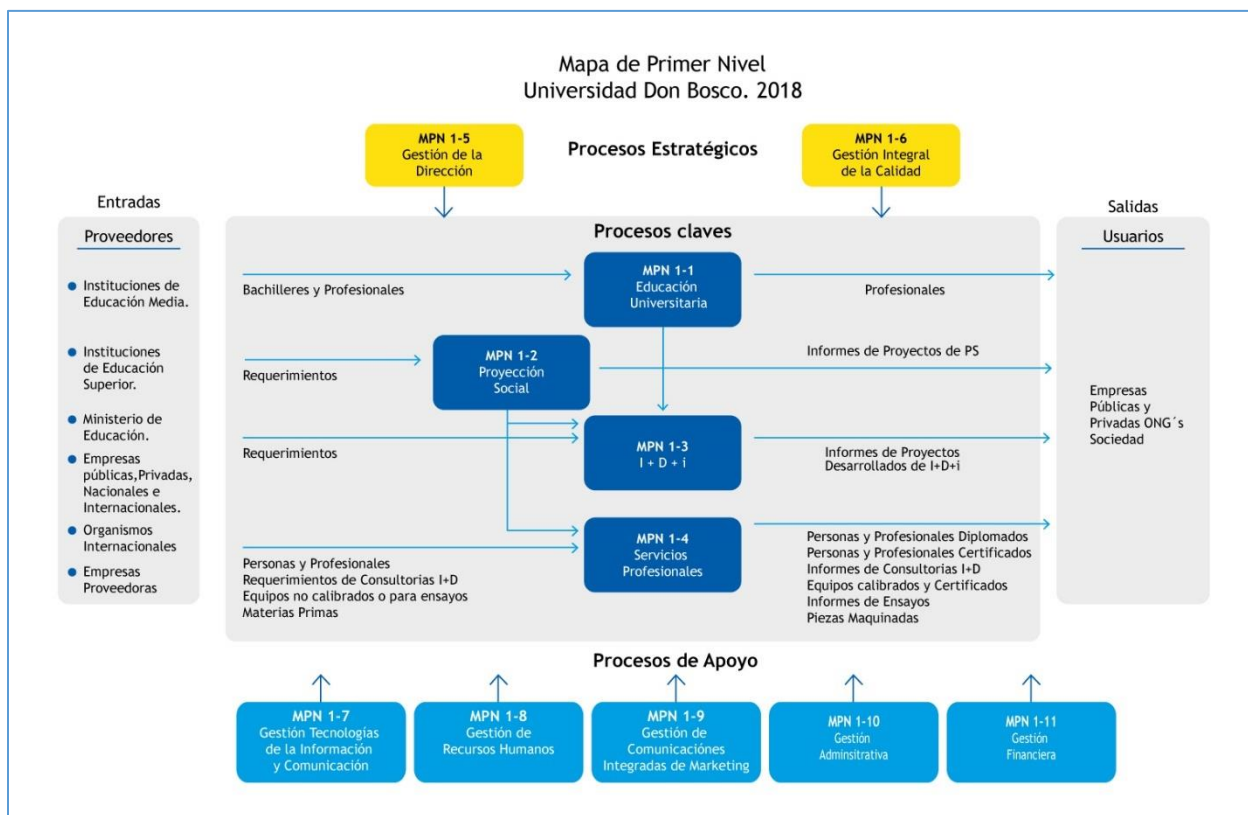 Mapa de Primer Nivel
Universidad Don Bosco. 2018
MPN 1-5
Gestión de la
Dirección
Procesos Estratégicos
MPN 1-6
Gestión Integral
de la Calidad
Entradas
Proveedores
Instituciones de
Educación Media.
Instituciones
de Educación
Superior.
Ministerio de
Educación.
Empresas
públicas,Privadas,
Nacionales e
Internacionales.
Organismos
Internacionales
Empresas
Proveedoras
Procesos claves
Bachilleres y Profesionales
MPN 1-1
Educación
Universitaria
Profesionales
Requerimientos
MPN 1-2
Proyección
Social
Informes de Proyectos de PS
Requerimientos
MPN 1-3
I + D + i
Informes de Proyectos
Desarrollados de I+D+i
Personas y Profesionales
Requerimientos de Consultorias I+D
Equipos no calibrados o para ensayos
Materias Primas
MPN 1-4
Servicios
Profesionales
Personas y Profesionales Diplomados
Personas y Profesionales Certificados
Informes de Consultorias I+D
Equipos calibrados y Certificados
Informes de Ensayos
Piezas Maquinadas
Salidas
Usuarios
Empresas
Públicas y
Privadas ONG´s
Sociedad
Procesos de Apoyo
MPN 1-7
Gestión Tecnologías
de la Información
y Comunicación
MPN 1-8
Gestión de
Recursos Humanos
MPN 1-9
Gestión de
Comunicaciónes
Integradas de Marketing
MPN 1-10
Gestión
Adminsitrativa
MPN 1-11
Gestión
Financiera